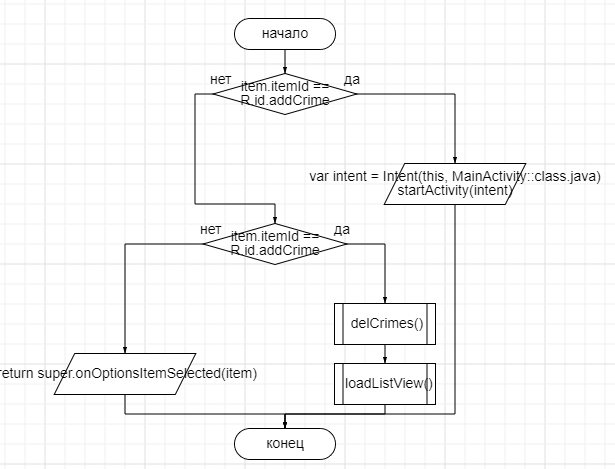 начало
нет
да
item.itemId ==
R.id.addCrime
var intent = Intent(this, MainActivity::class.java)
startActivity(intent)
нет
да
item.itemId ==
R.id.addCrime
delCrimes()
return super.onOptionsItemSelected(item)
loadListView()
конец